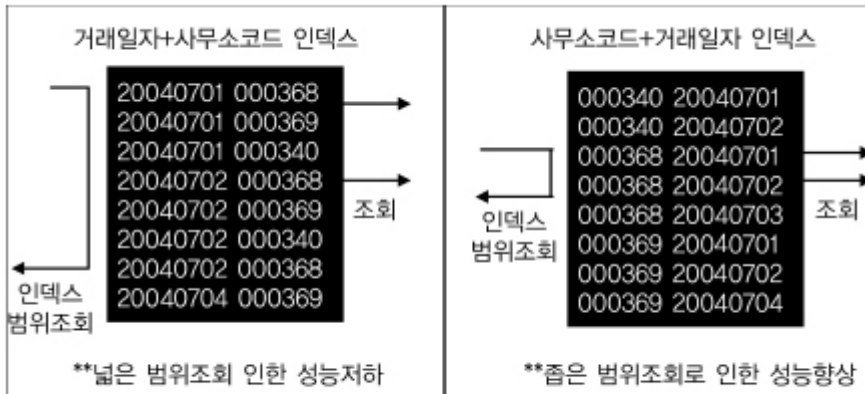 거래일자+사무소코드 인덱스
20040701 000368
20040701 000369
20040701 000340
20040702 000368
20040702 000369
20040702 000340
20040702 000368
20040704 000369
조회
인덱스
범위조회
**넓은 범위조회 인한 성능저하
사무소코드+거래일자 인덱스
000340 20040701
000340 20040702
000368 20040701
000368 20040702
000368 20040703
000369 20040701
000369 20040702
000369 20040704
인덱스
범위조회
조회
**좁은 범위조회로 인한 성능향상